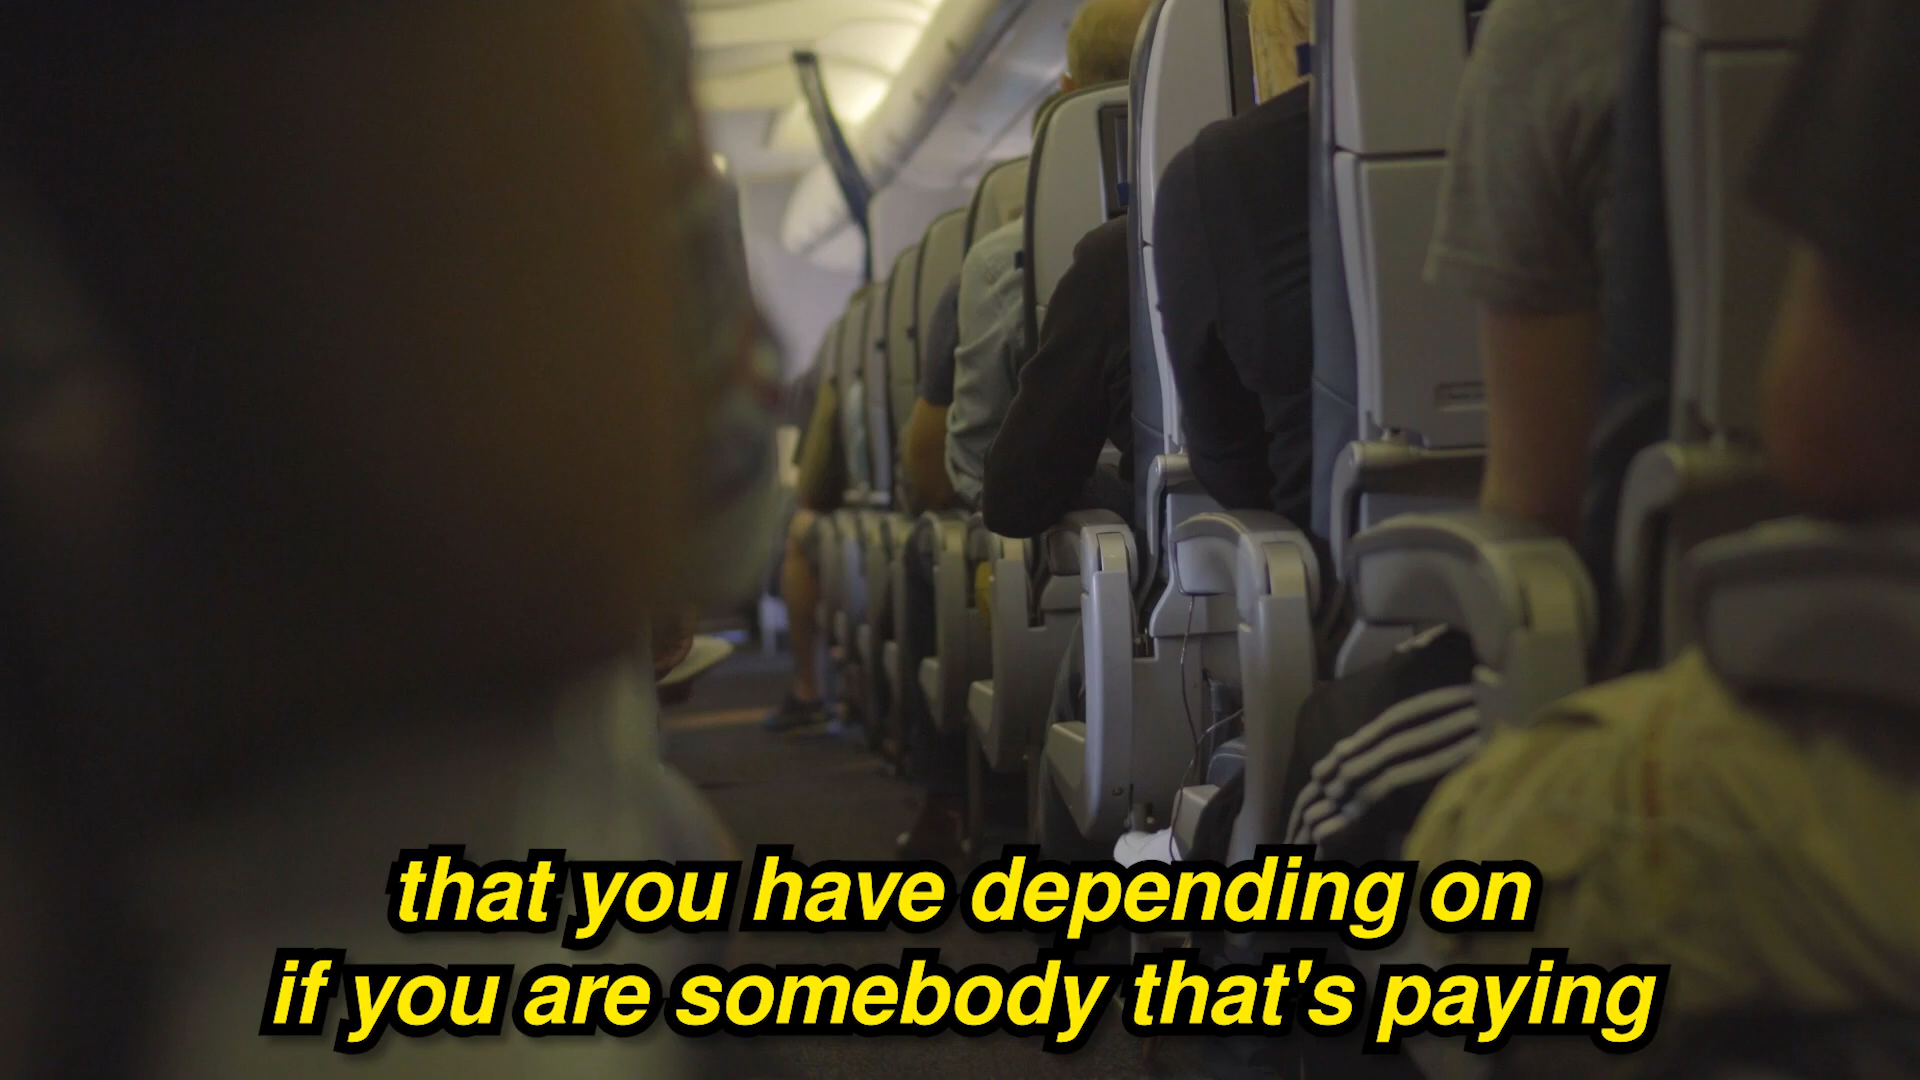 that you have depending on
if you are somebody that's paying